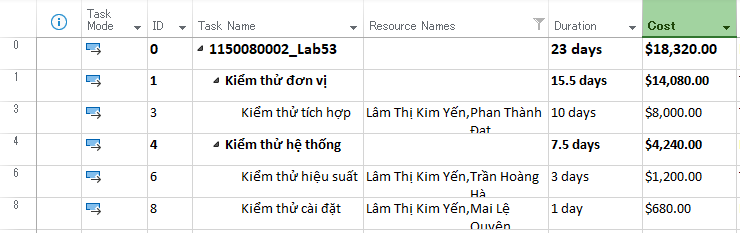 Task Mode ID Task Name Resource Names Duration Cost
0 0 1150080002_Lab53 23 days $18,320.00
1 1 Kiểm thử đơn vị 15.5 days $14,080.00
3 3 Kiểm thử tích hợp Lâm Thị Kim Yến,Phan Thành Đạt 10 days $8,000.00
4 4 Kiểm thử hệ thống 7.5 days $4,240.00
6 6 Kiểm thử hiệu suất Lâm Thị Kim Yến,Trần Hoàng Hà 3 days $1,200.00
8 8 Kiểm thử cài đặt Lâm Thị Kim Yến,Mai Lệ Quyên 1 day $680.00